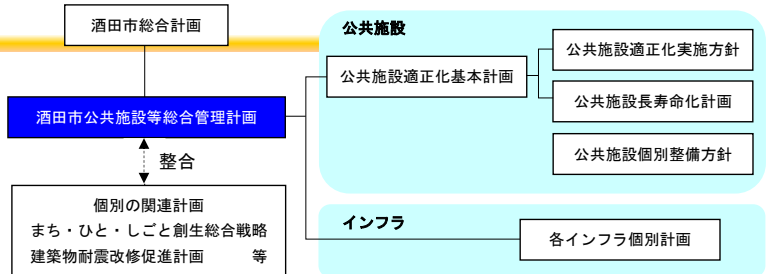 酒田市総合計画
公共施設
公共施設適正化基本計画
公共施設適正化実施方針
公共施設長寿命化計画
公共施設個別整備方針
酒田市公共施設等総合管理計画
整合
個別の関連計画
まち・ひと・しごと創生総合戦略
建築物耐震改修促進計画　　等
インフラ
各インフラ個別計画